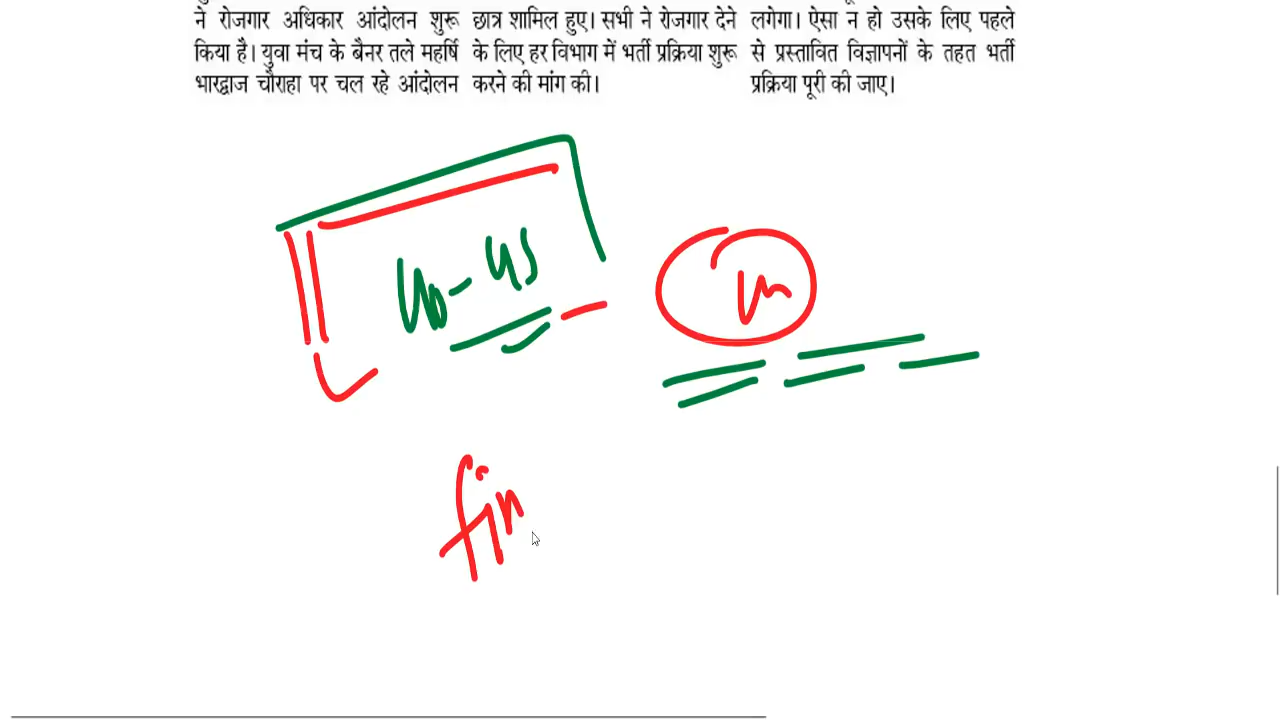 ने रोजगार अधिकार आंदोलन शुरू
किया है। युवा मंच के बैनर तले महर्षि
भारद्वाज चौराहा पर चल रहे आंदोलन
छात्र शामिल हुए। सभी ने रोजगार देने
के लिए हर विभाग में भर्ती प्रक्रिया शुरू
करने की मांग की।
लगेगा। ऐसा न हो उसके लिए पहले
से प्रस्तावित विज्ञापनों के तहत भर्ती
प्रक्रिया पूरी की जाए।
40-45
fin